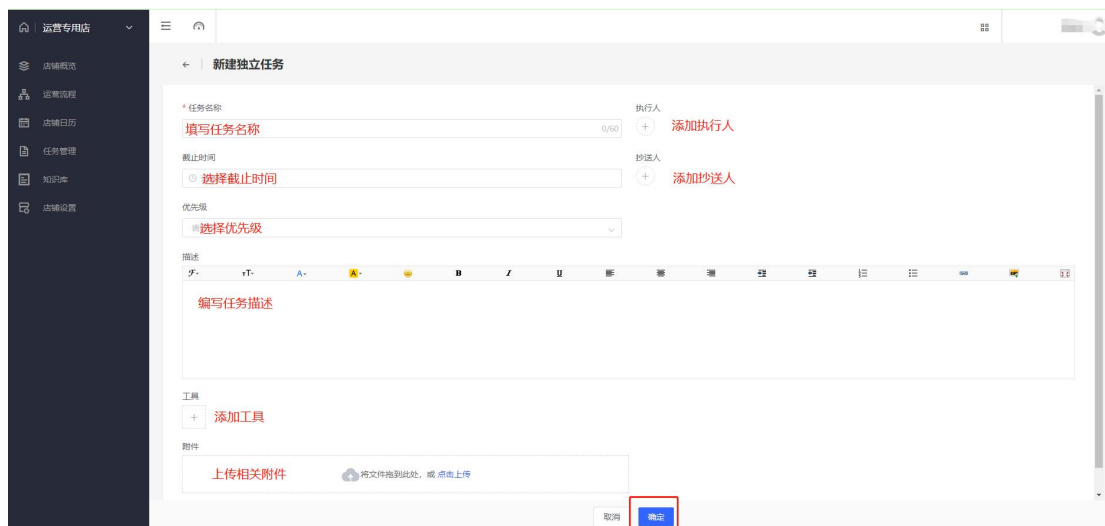 运营专用店
店铺概览
运营流程
店铺日历
任务管理
知识库
店铺设置
新建独立任务
* 任务名称
填写任务名称
0/60
执行人
添加执行人
截止时间
选择截止时间
抄送人
添加抄送人
优先级
选择优先级
描述
编写任务描述
工具
添加工具
附件
上传相关附件
将文件拖到此处，或 点击上传
取消
确定